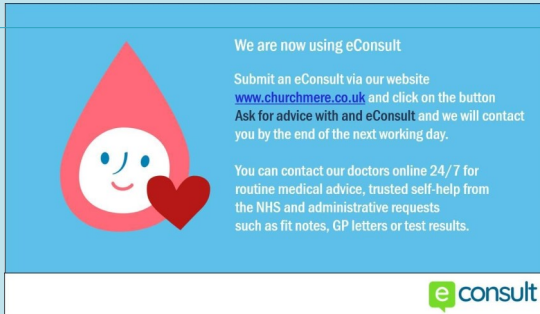 We are now using eConsult
Submit an eConsult via our website
www.churchmere.co.uk and click on the button
Ask for advice with and eConsult and we will contact
you by the end of the next working day.
You can contact our doctors online 24/7 for
routine medical advice, trusted self-help from
the NHS and administrative requests
such as fit notes, GP letters or test results.
e consult